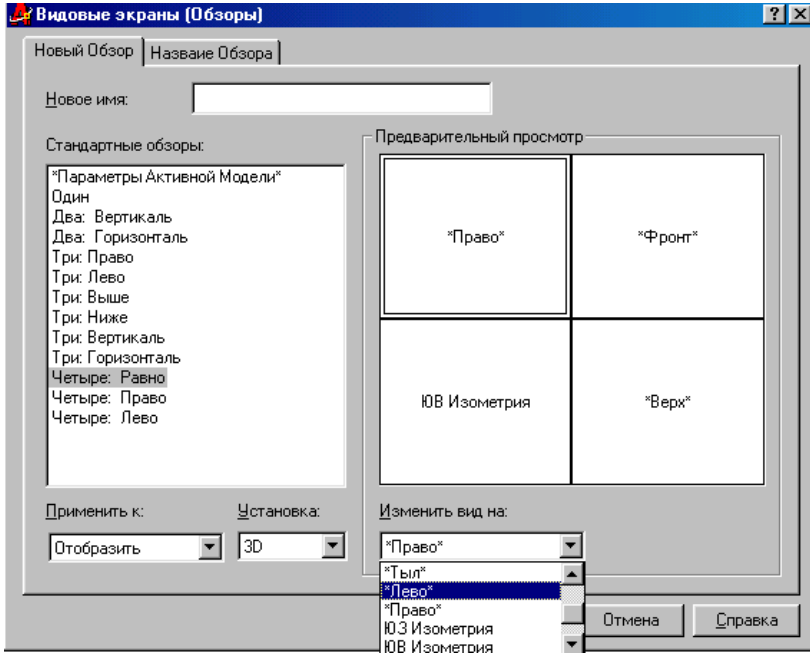 Видовые экраны (Обзоры)
Новый Обзор
Назваие Обзора
Новое имя:
Стандартные обзоры:
*Параметры Активной Модели*
Один
Два: Вертикаль
Два: Горизонталь
Три: Право
Три: Лево
Три: Выше
Три: Ниже
Три: Вертикаль
Три: Горизонталь
Четыре: Равно
Четыре: Право
Четыре: Лево
Предварительный просмотр
*Право*
*Фронт*
ЮВ Изометрия
*Верх*
Применить к:
Установка:
Изменить вид на:
Отобразить
3D
*Право*
*Тыл*
*Лево*
*Право*
ЮЗ Изометрия
ЮВ Изометрия
Отмена
Справка